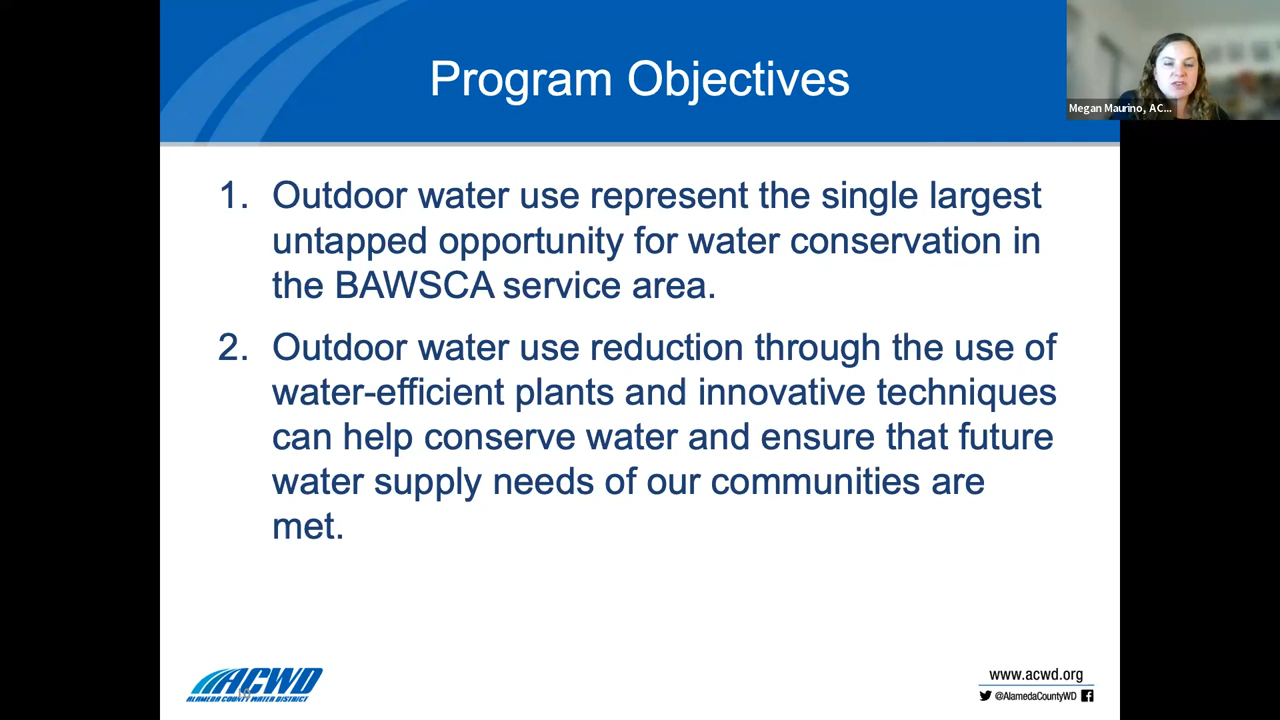 Program Objectives
Megan Maurino, AC...
1. Outdoor water use represent the single largest
untapped opportunity for water conservation in
the BAWSCA service area.
2. Outdoor water use reduction through the use of
water-efficient plants and innovative techniques
can help conserve water and ensure that future
water supply needs of our communities are
met.
ACWD
ALAMEDA COUNTY WATER DISTRICT
www.acwd.org
@AlamedaCountyWD